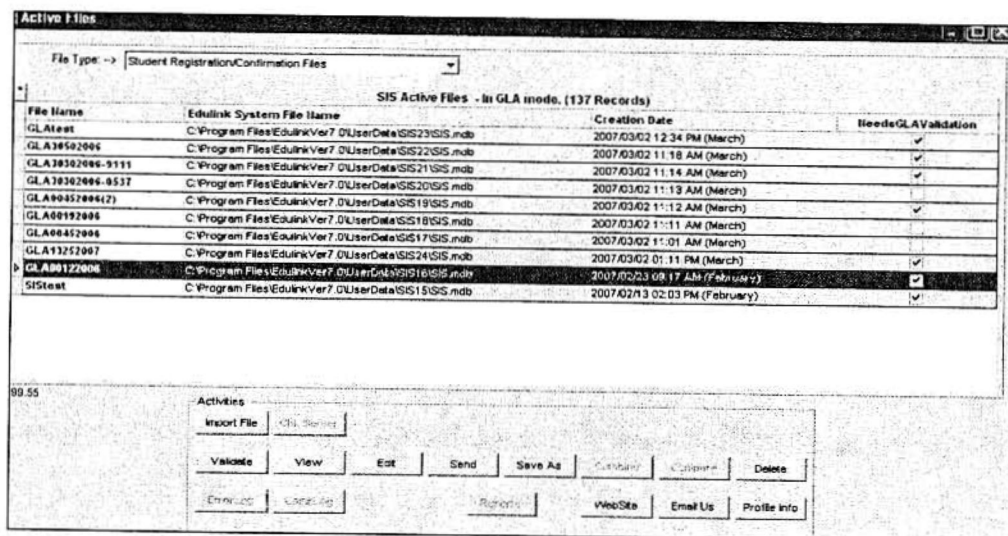 Active Files
File Type: --> Student Registration/Confirmation Files
SIS Active Files - In GLA mode. (137 Records)
File Name Edulink System File Name Creation Date NeedsGLAValidation
GLAtest C:\Program Files\EdulinkVer7.0\UserData\SIS23\SIS.mdb 2007/03/02 12:34 PM (March)
GLA30502006 C:\Program Files\EdulinkVer7.0\UserData\SIS22\SIS.mdb 2007/03/02 11:18 AM (March)
GLA30302006-9111 C:\Program Files\EdulinkVer7.0\UserData\SIS21\SIS.mdb 2007/03/02 11:14 AM (March)
GLA30302006-0537 C:\Program Files\EdulinkVer7.0\UserData\SIS20\SIS.mdb 2007/03/02 11:13 AM (March)
GLA00452006(2) C:\Program Files\EdulinkVer7.0\UserData\SIS19\SIS.mdb 2007/03/02 11:12 AM (March)
GLA00192006 C:\Program Files\EdulinkVer7.0\UserData\SIS18\SIS.mdb 2007/03/02 11:11 AM (March)
GLA00452006 C:\Program Files\EdulinkVer7.0\UserData\SIS17\SIS.mdb 2007/03/02 11:01 AM (March)
GLA13252007 C:\Program Files\EdulinkVer7.0\UserData\SIS24\SIS.mdb 2007/03/02 01:11 PM (March)
GLA00122006 C:\Program Files\EdulinkVer7.0\UserData\SIS16\SIS.mdb 2007/02/23 09:17 AM (February)
SIStest C:\Program Files\EdulinkVer7.0\UserData\SIS15\SIS.mdb 2007/02/13 02:03 PM (February)
99.55
Activities
Import File
Validate View Edit Send Save As Combine Compare Delete
Error Log Reports WebSite Email Us Profile Info